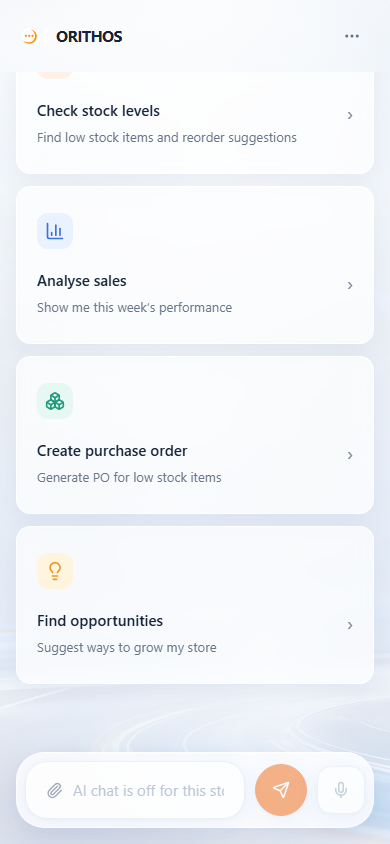 ORITHOS
Check stock levels
Find low stock items and reorder suggestions
Analyse sales
Show me this week's performance
Create purchase order
Generate PO for low stock items
Find opportunities
Suggest ways to grow my store
AI chat is off for this